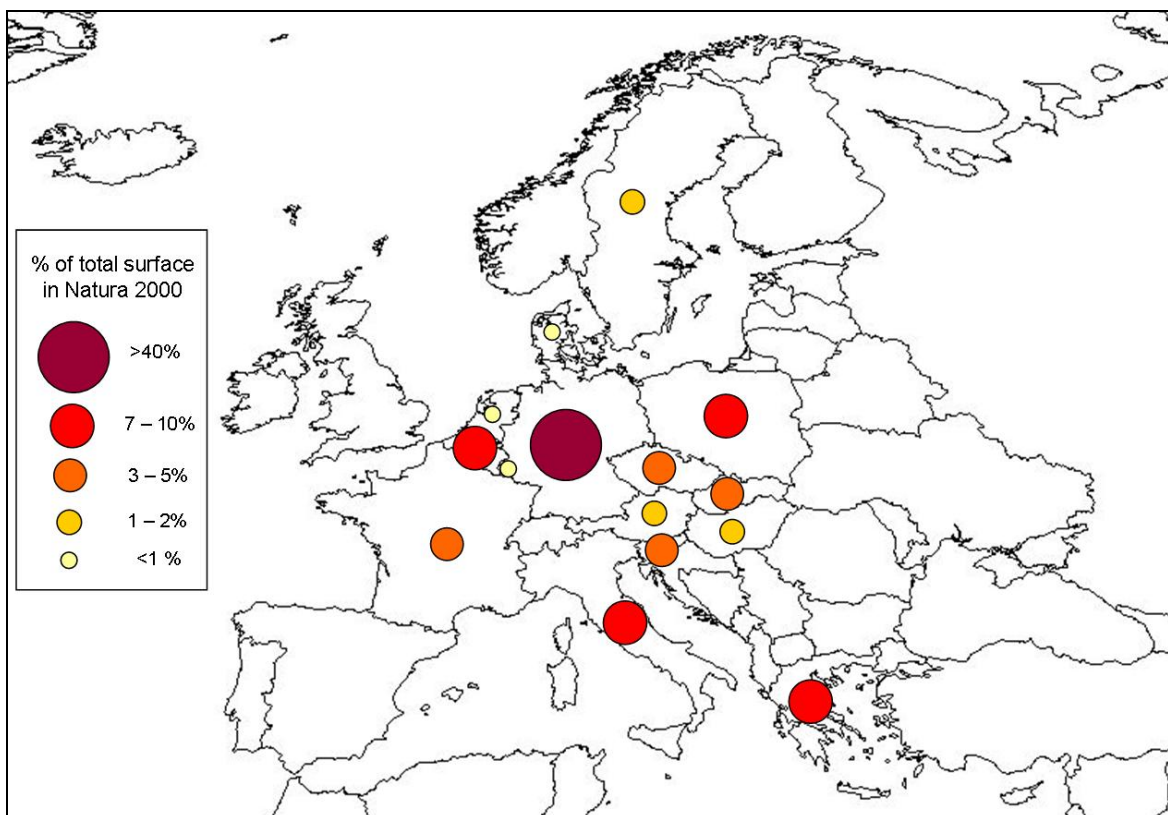 % of total surface
in Natura 2000
>40%
7 – 10%
3 – 5%
1 – 2%
<1 %